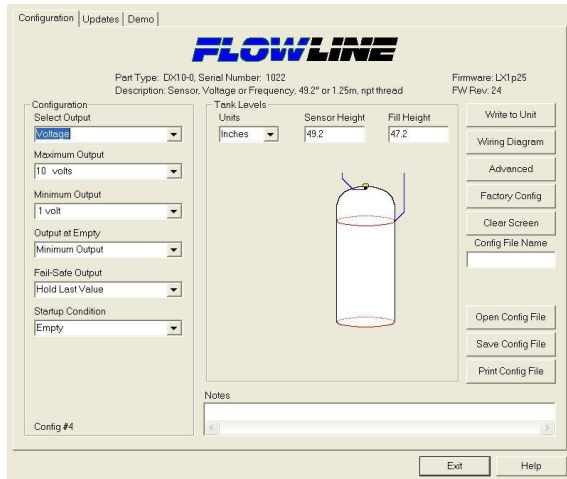 Configuration Updates Demo
FLOWLINE
Part Type: DX10-0, Serial Number: 1022 Firmware: LX1p25
Description: Sensor, Voltage or Frequency, 49.2" or 1.25m, npt thread FW Rev: 24
Configuration
Select Output
Voltage
Maximum Output
10 volts
Minimum Output
1 volt
Output at Empty
Minimum Output
Fail-Safe Output
Hold Last Value
Startup Condition
Empty
Config #4
Tank Levels
Units Sensor Height Fill Height
Inches 49.2 47.2
Notes
Write to Unit
Wiring Diagram
Advanced
Factory Config
Clear Screen
Config File Name
Open Config File
Save Config File
Print Config File
Exit Help